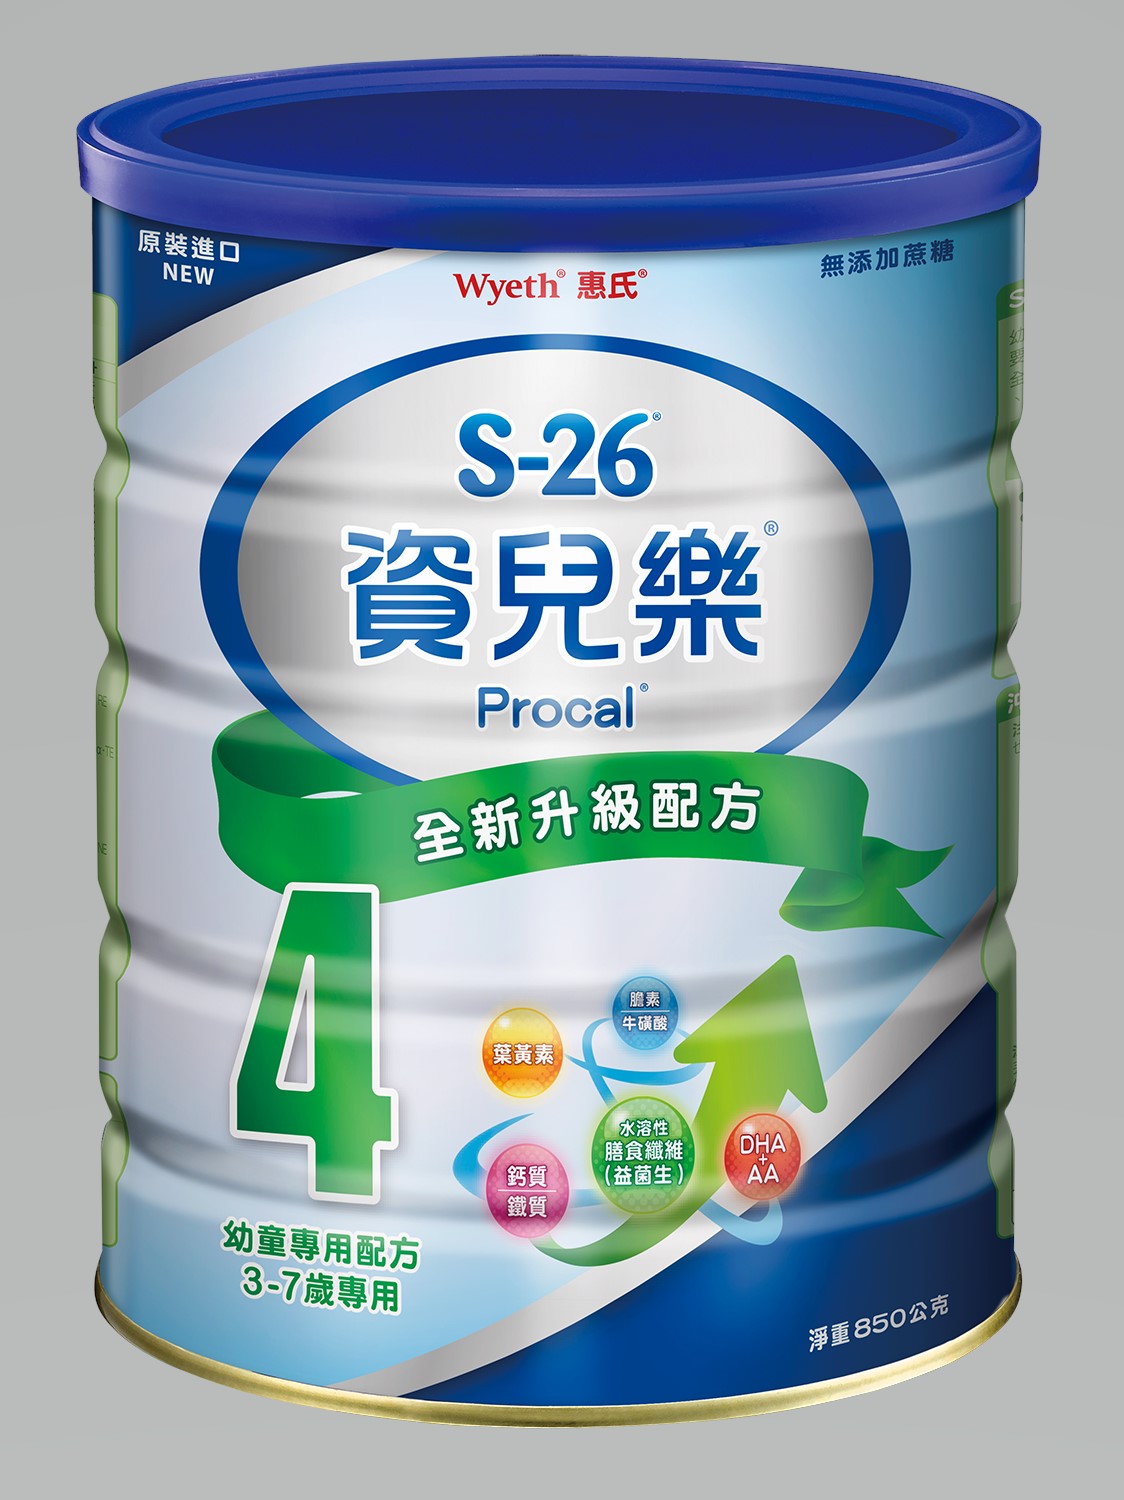 原裝進口
NEW
無添加蔗糖
Wyeth® 惠氏®
S-26®
資兒樂®
Procal®
全新升級配方
4
葉黃素
膽素
牛磺酸
鈣質
鐵質
水溶性
膳食纖維
(益菌生)
DHA
+
AA
幼童專用配方
3-7歲專用
淨重850公克